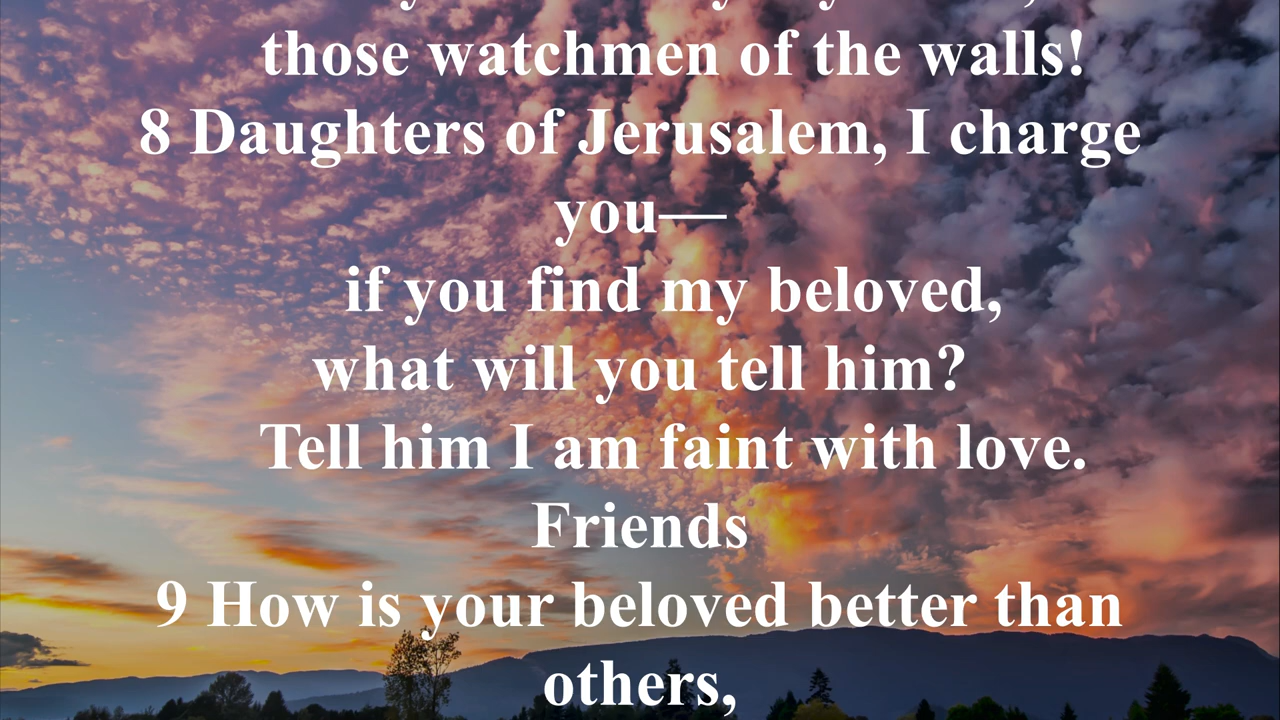 those watchmen of the walls!
8 Daughters of Jerusalem, I charge
you—
if you find my beloved,
what will you tell him?
Tell him I am faint with love.
Friends
9 How is your beloved better than
others,